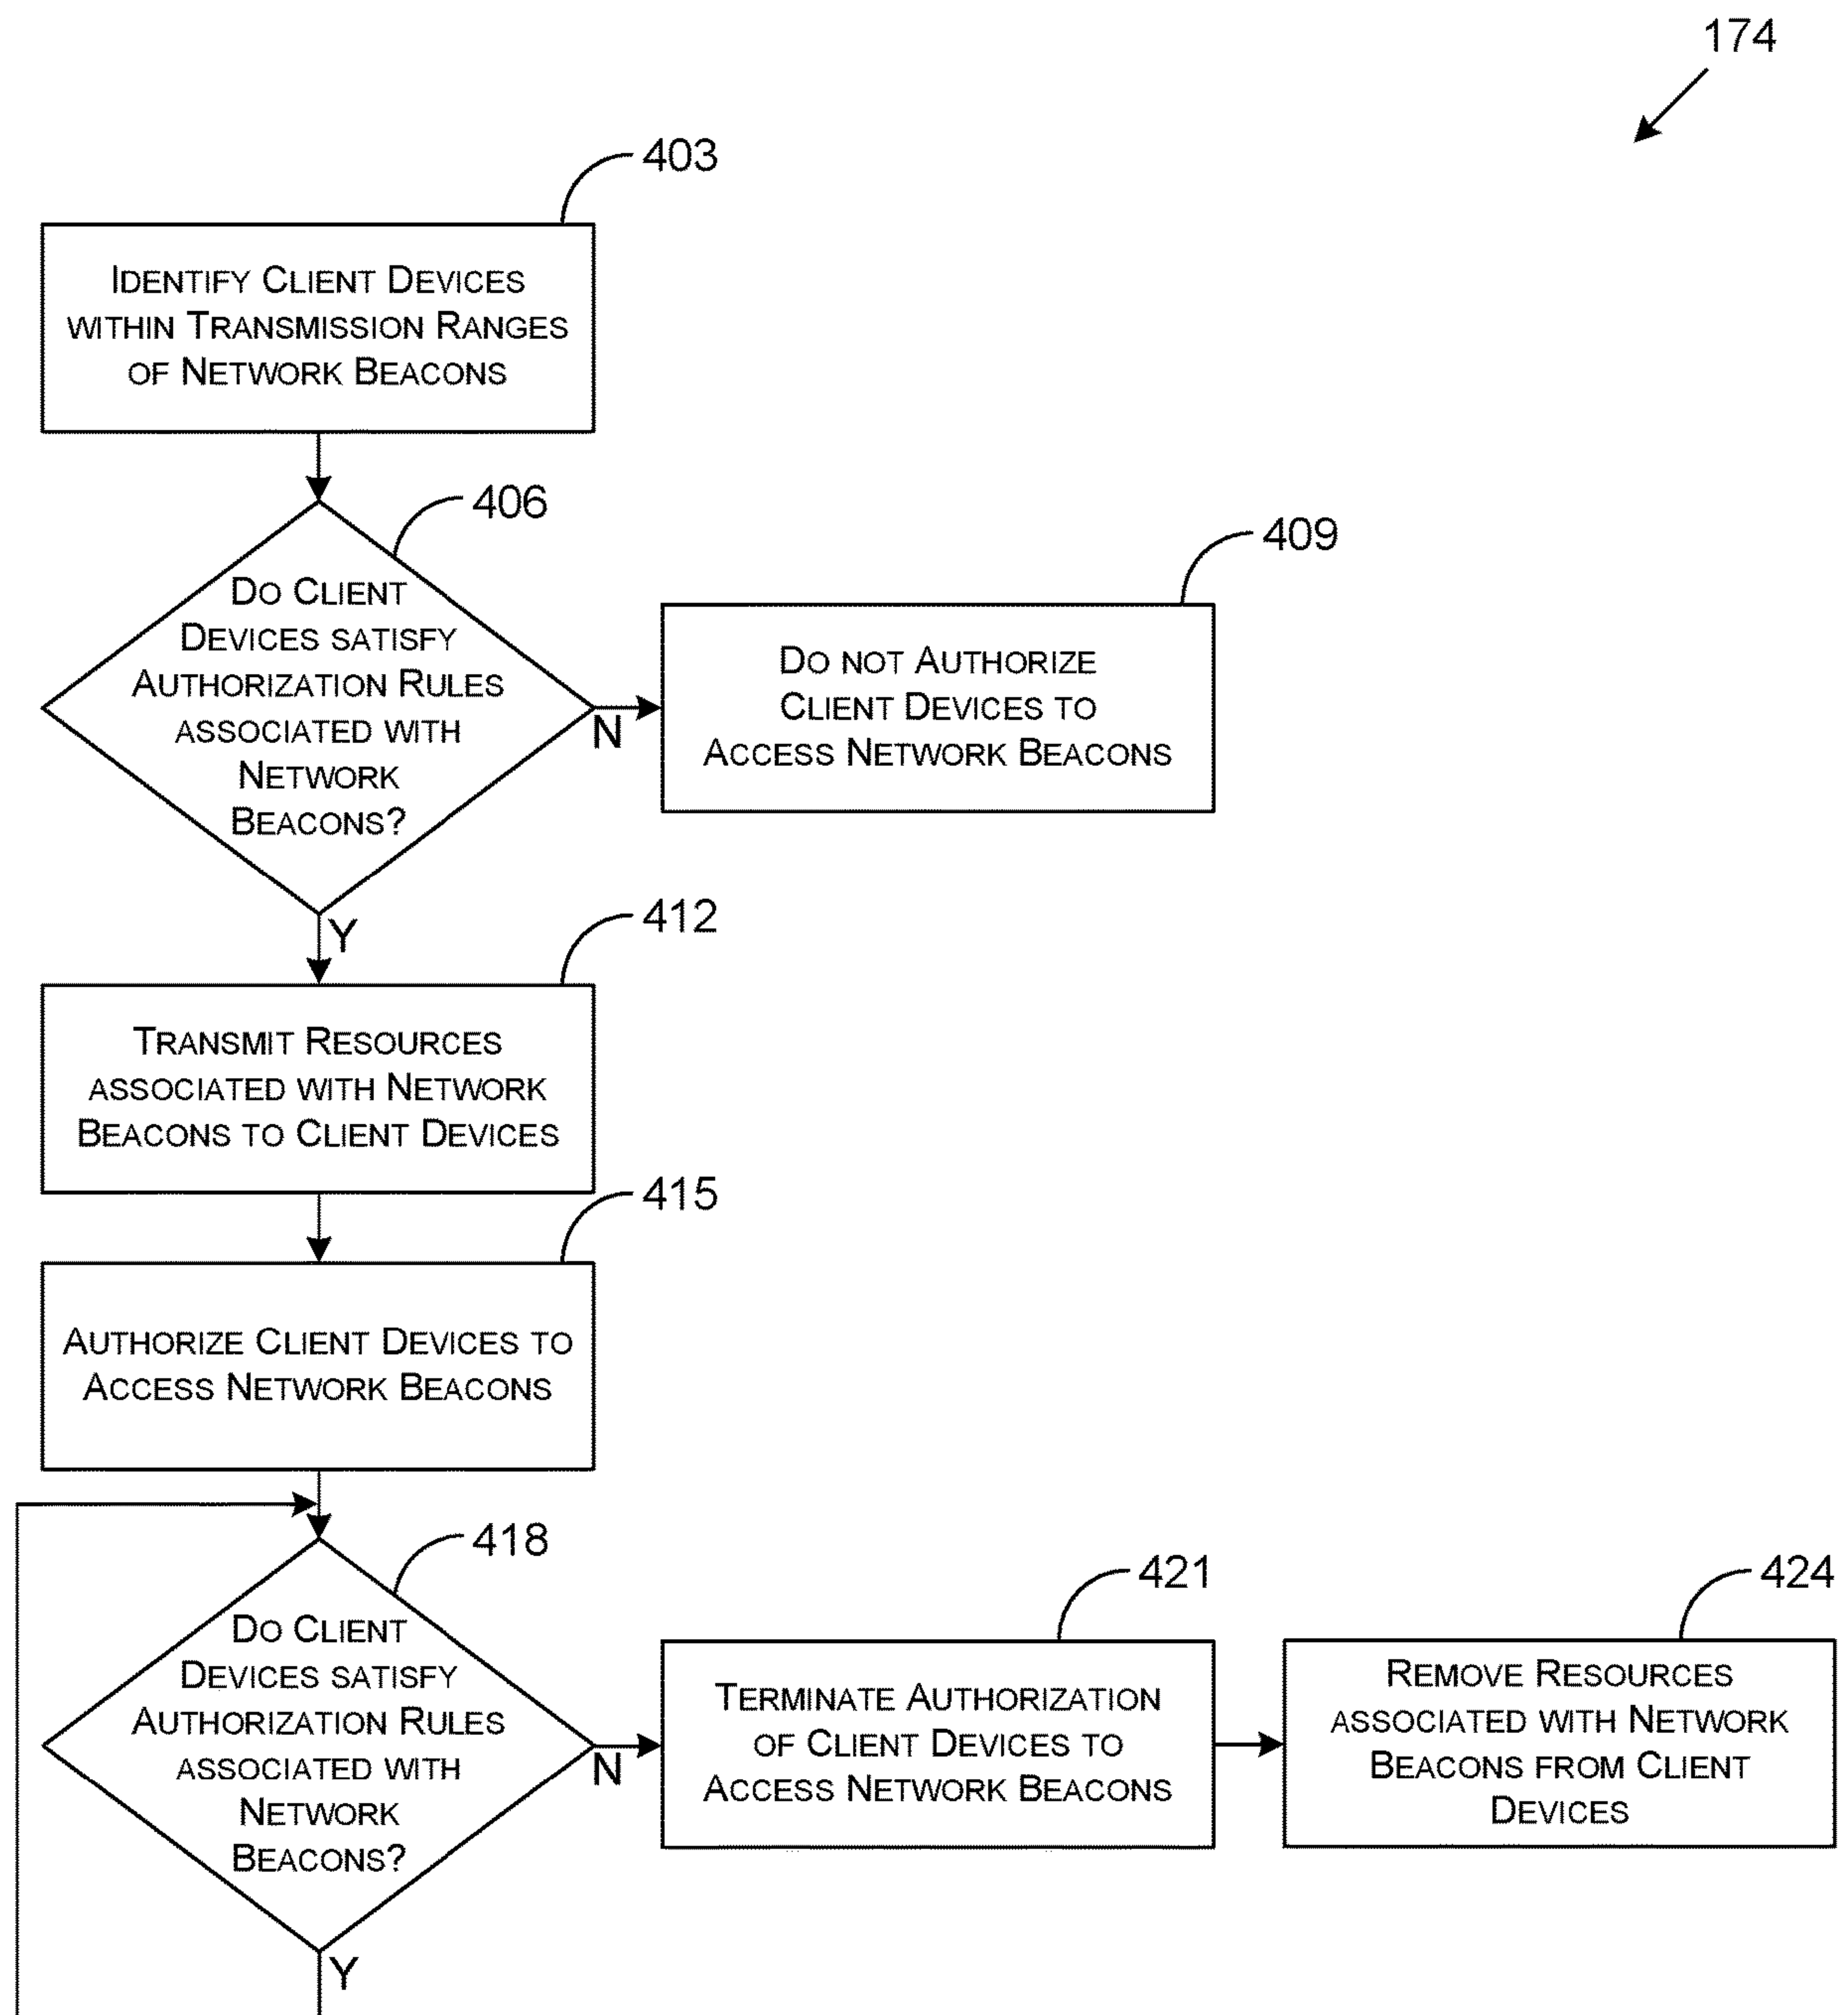 174
403
IDENTIFY CLIENT DEVICES
WITHIN TRANSMISSION RANGES
OF NETWORK BEACONS
406
DO CLIENT
DEVICES SATISFY
AUTHORIZATION RULES
ASSOCIATED WITH
NETWORK
BEACONS?
N
409
DO NOT AUTHORIZE
CLIENT DEVICES TO
ACCESS NETWORK BEACONS
Y
412
TRANSMIT RESOURCES
ASSOCIATED WITH NETWORK
BEACONS TO CLIENT DEVICES
415
AUTHORIZE CLIENT DEVICES TO
ACCESS NETWORK BEACONS
418
DO CLIENT
DEVICES SATISFY
AUTHORIZATION RULES
ASSOCIATED WITH
NETWORK
BEACONS?
N
421
TERMINATE AUTHORIZATION
OF CLIENT DEVICES TO
ACCESS NETWORK BEACONS
424
REMOVE RESOURCES
ASSOCIATED WITH NETWORK
BEACONS FROM CLIENT
DEVICES
Y